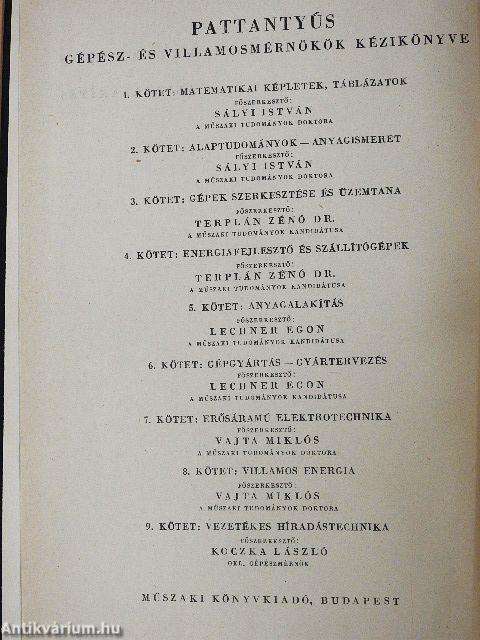 PATTANTYÚS
GÉPÉSZ- ÉS VILLAMOSMÉRNÖKÖK KÉZIKÖNYVE
1. KÖTET: MATEMATIKAI KÉPLETEK, TÁBLÁZATOK
FŐSZERKESZTŐ:
SÁLYI ISTVÁN
A MŰSZAKI TUDOMÁNYOK DOKTORA
2. KÖTET: ALAPTUDOMÁNYOK — ANYAGISMERET
FŐSZERKESZTŐ:
SÁLYI ISTVÁN
A MŰSZAKI TUDOMÁNYOK DOKTORA
3. KÖTET: GÉPEK SZERKESZTÉSE ÉS ÜZEMTANA
FŐSZERKESZTŐ:
TERPLÁN ZÉNÓ DR.
A MŰSZAKI TUDOMÁNYOK KANDIDÁTUSA
4. KÖTET: ENERGIAFEJLESZTŐ ÉS SZÁLLÍTÓGÉPEK
FŐSZERKESZTŐ:
TERPLÁN ZÉNÓ DR.
A MŰSZAKI TUDOMÁNYOK KANDIDÁTUSA
5. KÖTET: ANYAGALAKÍTÁS
FŐSZERKESZTŐ:
LECHNER EGON
A MŰSZAKI TUDOMÁNYOK KANDIDÁTUSA
6. KÖTET: GÉPGYÁRTÁS — GYÁRTERVEZÉS
FŐSZERKESZTŐ:
LECHNER EGON
A MŰSZAKI TUDOMÁNYOK KANDIDÁTUSA
7. KÖTET: ERŐSÁRAMÚ ELEKTROTECHNIKA
FŐSZERKESZTŐ:
VAJTA MIKLÓS
A MŰSZAKI TUDOMÁNYOK DOKTORA
8. KÖTET: VILLAMOS ENERGIA
FŐSZERKESZTŐ:
VAJTA MIKLÓS
A MŰSZAKI TUDOMÁNYOK DOKTORA
9. KÖTET: VEZETÉKES HÍRADÁSTECHNIKA
FŐSZERKESZTŐ:
KOCZKA LÁSZLÓ
OKL. GÉPÉSZMÉRNÖK
MŰSZAKI KÖNYVKIADÓ, BUDAPEST
Antikvárium.hu